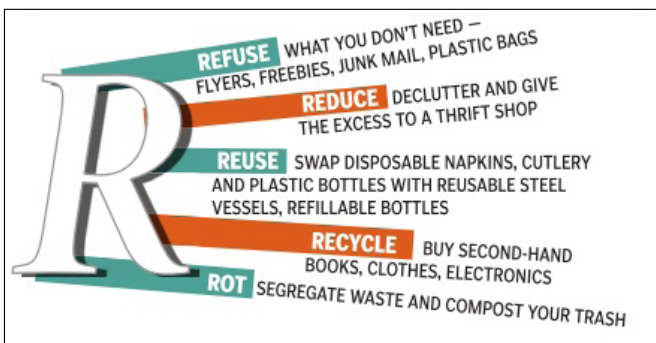 R
REFUSE WHAT YOU DON'T NEED —
FLYERS, FREEBIES, JUNK MAIL, PLASTIC BAGS
REDUCE DECLUTTER AND GIVE
THE EXCESS TO A THRIFT SHOP
REUSE SWAP DISPOSABLE NAPKINS, CUTLERY
AND PLASTIC BOTTLES WITH REUSABLE STEEL
VESSELS, REFILLABLE BOTTLES
RECYCLE BUY SECOND-HAND
BOOKS, CLOTHES, ELECTRONICS
ROT SEGREGATE WASTE AND COMPOST YOUR TRASH